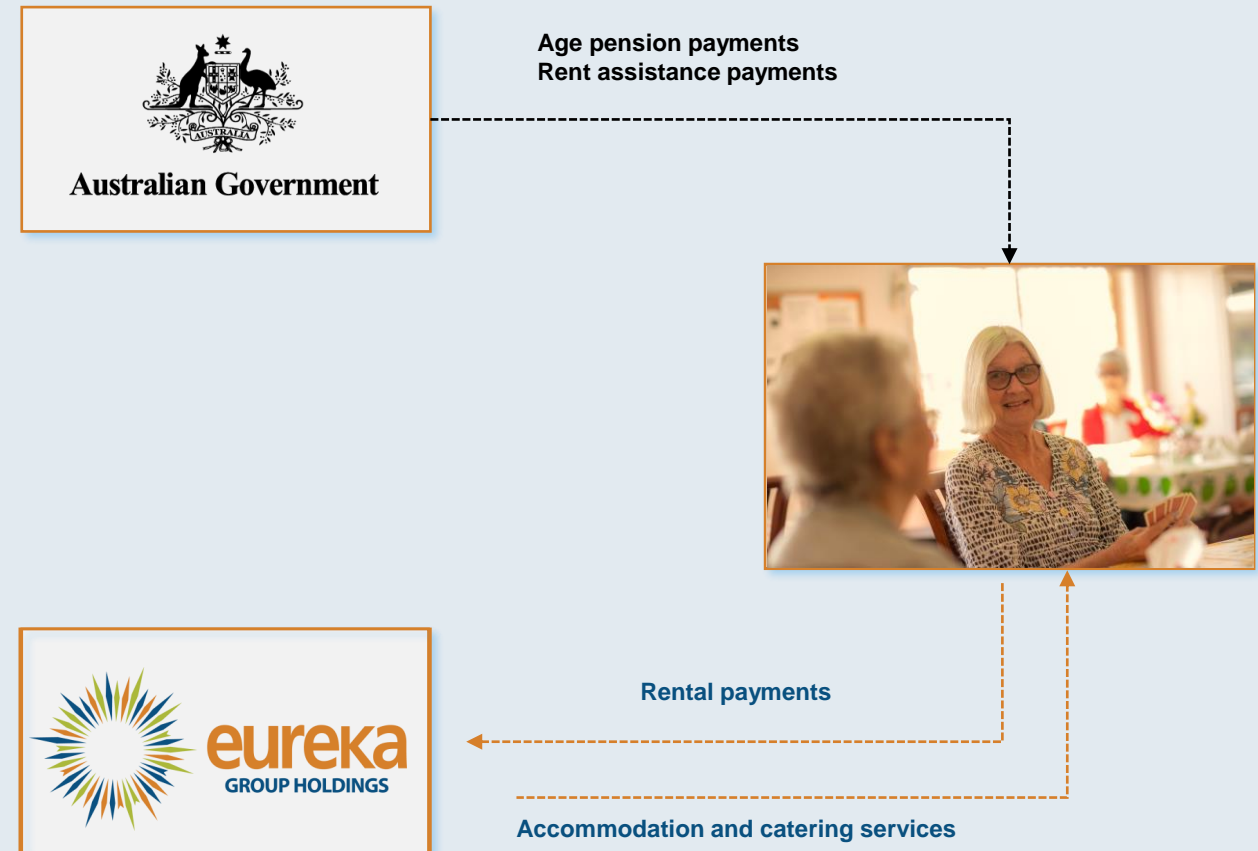 Age pension payments
Rent assistance payments
AUSTRALIA
Australian Government
Rental payments
eureka
GROUP HOLDINGS
Accommodation and catering services